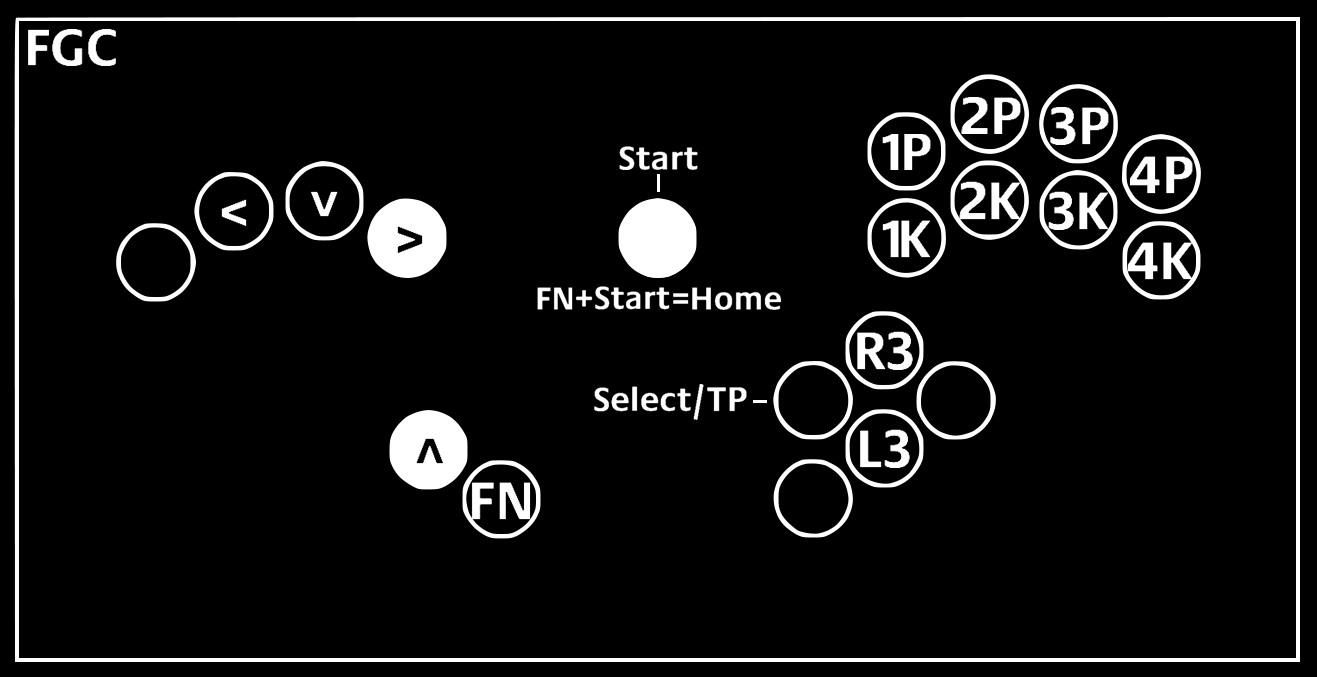 FGC
Start
FN+Start=Home
<
v
>
1P
2P
3P
4P
1K
2K
3K
4K
Select/TP
R3
L3
^
FN